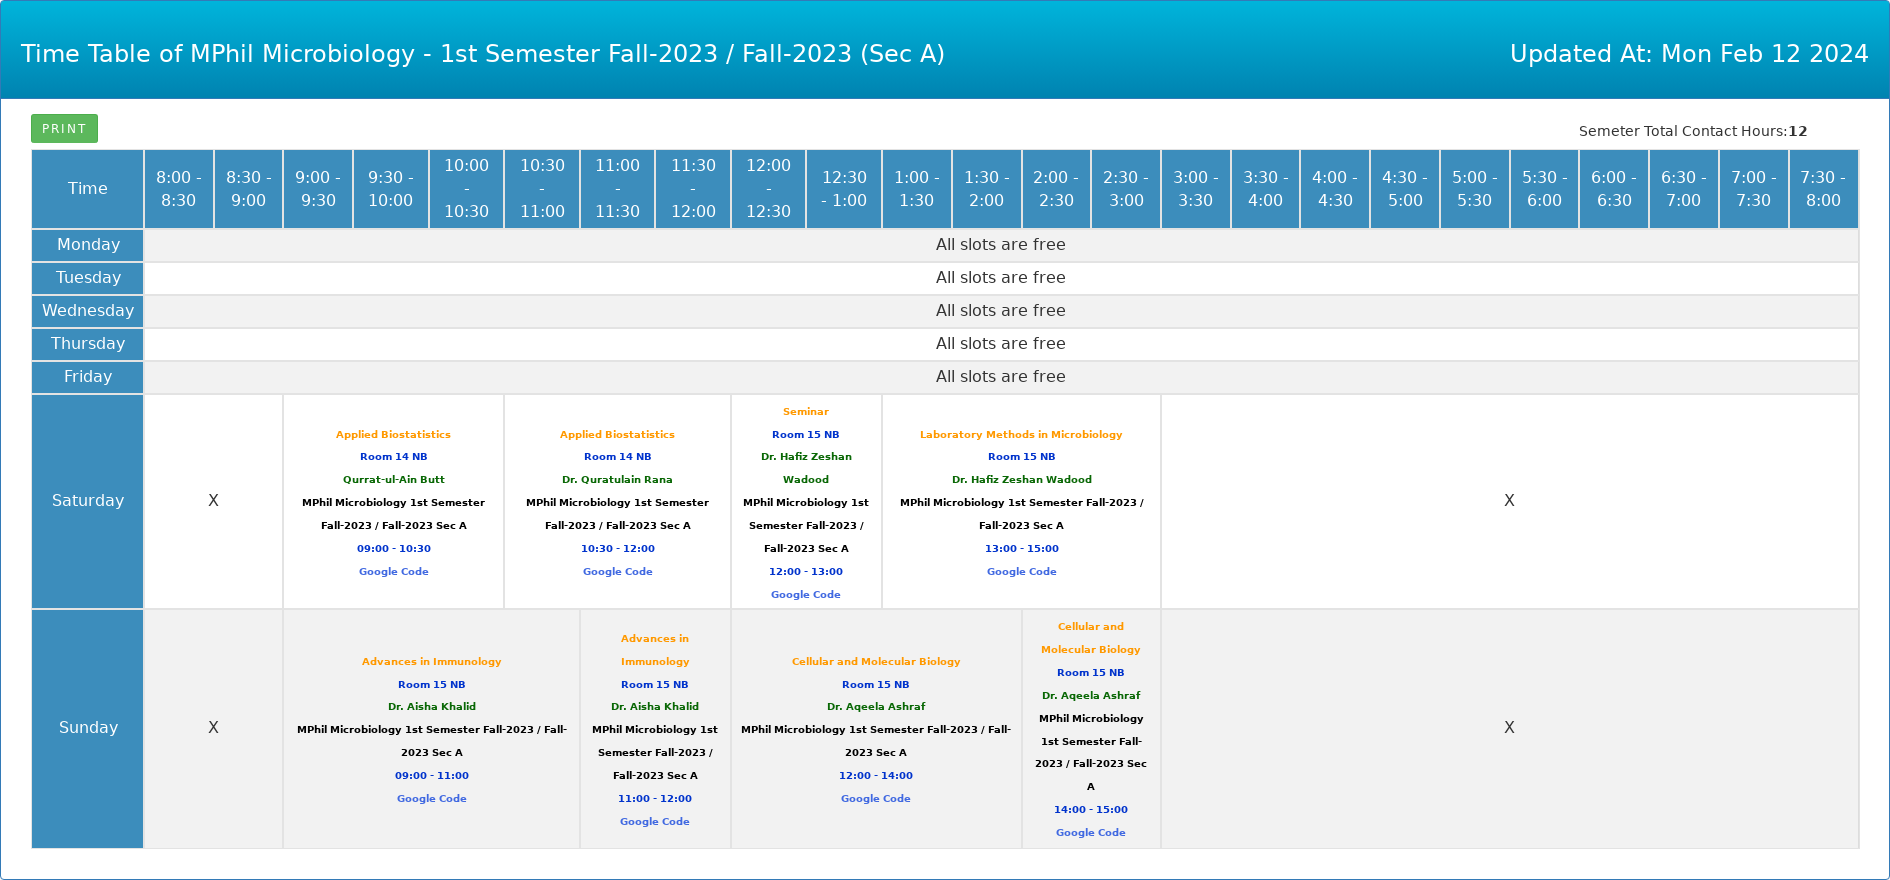 Time Table of MPhil Microbiology - 1st Semester Fall-2023 / Fall-2023 (Sec A)
Updated At: Mon Feb 12 2024
PRINT
Semeter Total Contact Hours:12
Time
8:00 -
8:30
8:30 -
9:00
9:00 -
9:30
9:30 -
10:00
10:00
-
10:30
10:30
-
11:00
11:00
-
11:30
11:30
-
12:00
12:00
-
12:30
12:30
- 1:00
1:00 -
1:30
1:30 -
2:00
2:00 -
2:30
2:30 -
3:00
3:00 -
3:30
3:30 -
4:00
4:00 -
4:30
4:30 -
5:00
5:00 -
5:30
5:30 -
6:00
6:00 -
6:30
6:30 -
7:00
7:00 -
7:30
7:30 -
8:00
Monday
All slots are free
Tuesday
All slots are free
Wednesday
All slots are free
Thursday
All slots are free
Friday
All slots are free
Saturday
X
Applied Biostatistics
Room 14 NB
Qurrat-ul-Ain Butt
MPhil Microbiology 1st Semester
Fall-2023 / Fall-2023 Sec A
09:00 - 10:30
Google Code
Applied Biostatistics
Room 14 NB
Dr. Quratulain Rana
MPhil Microbiology 1st Semester
Fall-2023 / Fall-2023 Sec A
10:30 - 12:00
Google Code
Seminar
Room 15 NB
Dr. Hafiz Zeshan
Wadood
MPhil Microbiology 1st
Semester Fall-2023 /
Fall-2023 Sec A
12:00 - 13:00
Google Code
Laboratory Methods in Microbiology
Room 15 NB
Dr. Hafiz Zeshan Wadood
MPhil Microbiology 1st Semester Fall-2023 /
Fall-2023 Sec A
13:00 - 15:00
Google Code
X
Sunday
X
Advances in Immunology
Room 15 NB
Dr. Aisha Khalid
MPhil Microbiology 1st Semester Fall-2023 / Fall-
2023 Sec A
09:00 - 11:00
Google Code
Advances in
Immunology
Room 15 NB
Dr. Aisha Khalid
MPhil Microbiology 1st
Semester Fall-2023 /
Fall-2023 Sec A
11:00 - 12:00
Google Code
Cellular and Molecular Biology
Room 15 NB
Dr. Aqeela Ashraf
MPhil Microbiology 1st Semester Fall-2023 / Fall-
2023 Sec A
12:00 - 14:00
Google Code
Cellular and
Molecular Biology
Room 15 NB
Dr. Aqeela Ashraf
MPhil Microbiology
1st Semester Fall-
2023 / Fall-2023 Sec
A
14:00 - 15:00
Google Code
X